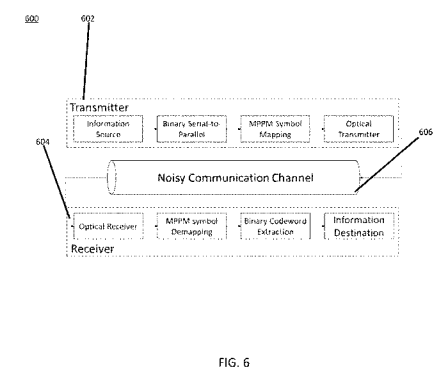 600
602
Transmitter
Information
Source
Binary Serial-to-
Parallel
MPPM Symbol
Mapping
Optical
Transmitter
606
Noisy Communication Channel
604
Optical Receiver
MPPM symbol
Demapping
Binary Codeword
Extraction
Information
Destination
Receiver
FIG. 6